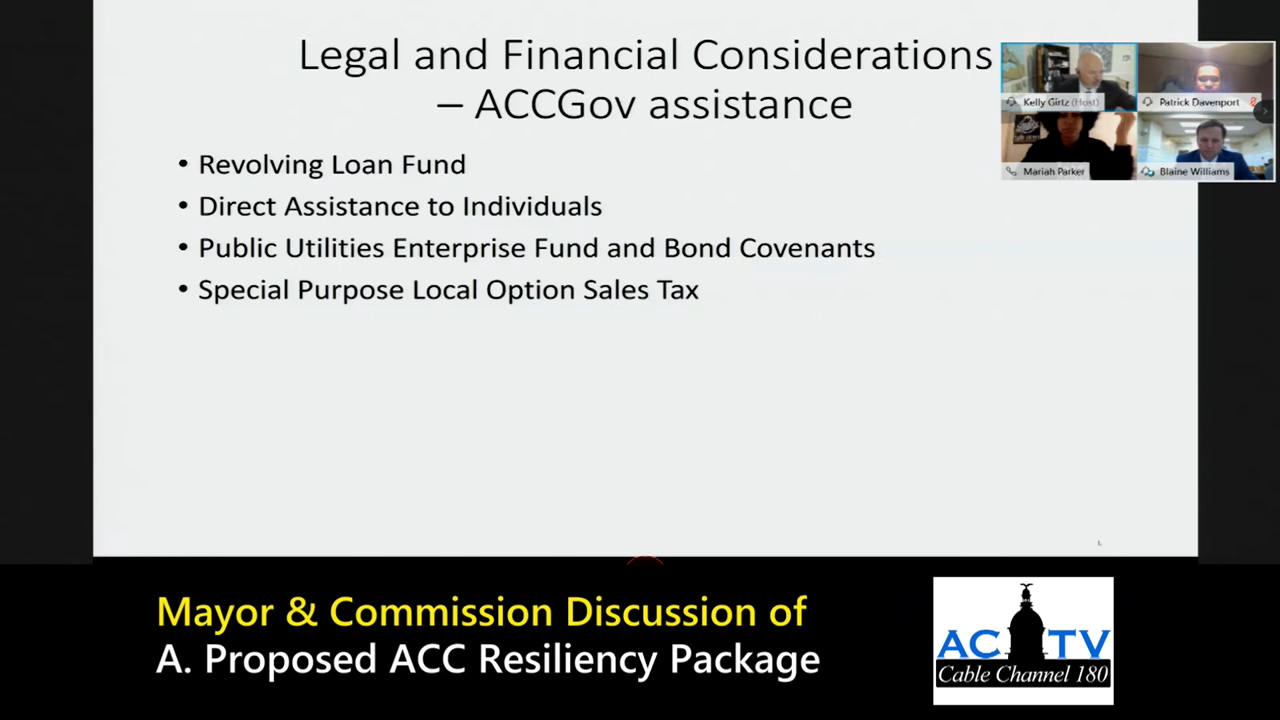 Legal and Financial Considerations
– ACCGov assistance
• Revolving Loan Fund
• Direct Assistance to Individuals
• Public Utilities Enterprise Fund and Bond Covenants
• Special Purpose Local Option Sales Tax
Kelly Girtz (Host)
Patrick Davenport
Mariah Parker
Blaine Williams
Mayor & Commission Discussion of
A. Proposed ACC Resiliency Package
AC TV
Cable Channel 180